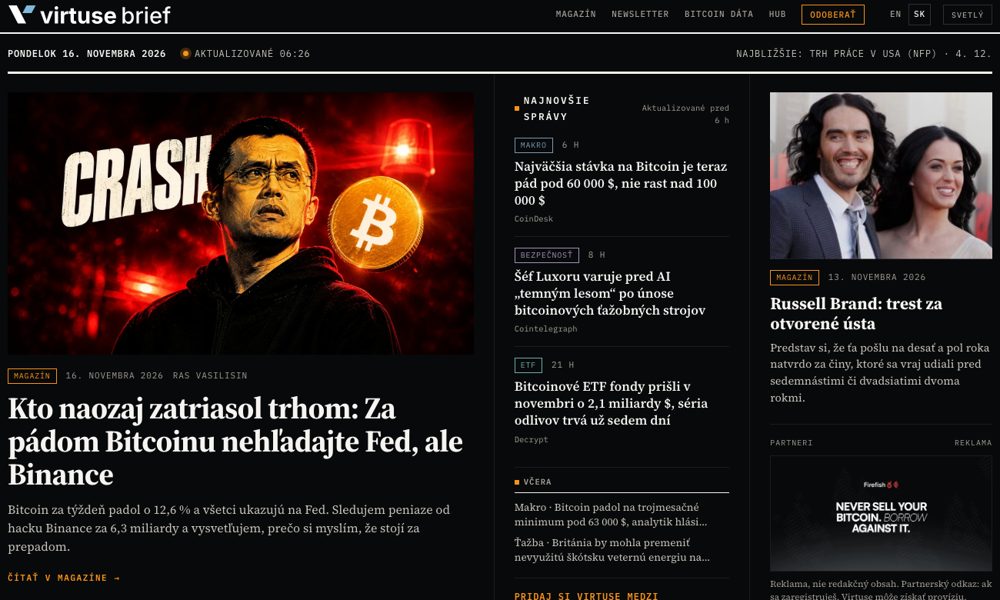 virtuse brief
MAGAZÍN NEWSLETTER BITCOIN DÁTA HUB ODOBERAŤ EN SK SVETLÝ
PONDELOK 16. NOVEMBRA 2026 AKTUALIZOVANÉ 06:26
NAJBLIŽŠIE: TRH PRÁCE V USA (NFP) · 4. 12.
CRASH
MAGAZÍN 16. NOVEMBRA 2026 RAS VASILISIN
Kto naozaj zatriasol trhom: Za
pádom Bitcoinu nehľadajte Fed, ale
Binance
Bitcoin za týždeň padol o 12,6 % a všetci ukazujú na Fed. Sledujem peniaze od
hacku Binance za 6,3 miliardy a vysvetľujem, prečo si myslím, že stojí za
prepadom.
ČÍTAŤ V MAGAZÍNE →
NAJNOVŠIE
SPRÁVY
Aktualizované pred
6 h
MAKRO 6 H
Najväčšia stávka na Bitcoin je teraz
pád pod 60 000 $, nie rast nad 100
000 $
CoinDesk
BEZPEČNOSŤ 8 H
Šéf Luxoru varuje pred AI
„temným lesom“ po únose
bitcoinových ťažobných strojov
Cointelegraph
ETF 21 H
Bitcoinové ETF fondy prišli v
novembri o 2,1 miliardy $, séria
odlivov trvá už sedem dní
Decrypt
VČERA
Makro · Bitcoin padol na trojmesačné
minimum pod 63 000 $, analytik hlási…
Ťažba · Británia by mohla premeniť
nevyužitú škótsku veternú energiu na…
PRIDAJ SI VIRTUSE MEDZI
MAGAZÍN 13. NOVEMBRA 2026
Russell Brand: trest za
otvorené ústa
Predstav si, že ťa pošlu na desať a pol roka
natvrdo za činy, ktoré sa vraj udiali pred
sedemnástimi či dvadsiatimi dvoma
rokmi.
PARTNERI REKLAMA
Firefish
NEVER SELL YOUR
BITCOIN. BORROW
AGAINST IT.
Reklama, nie redakčný obsah. Partnerský odkaz: ak
sa zaregistruješ, Virtuse môže získať províziu.